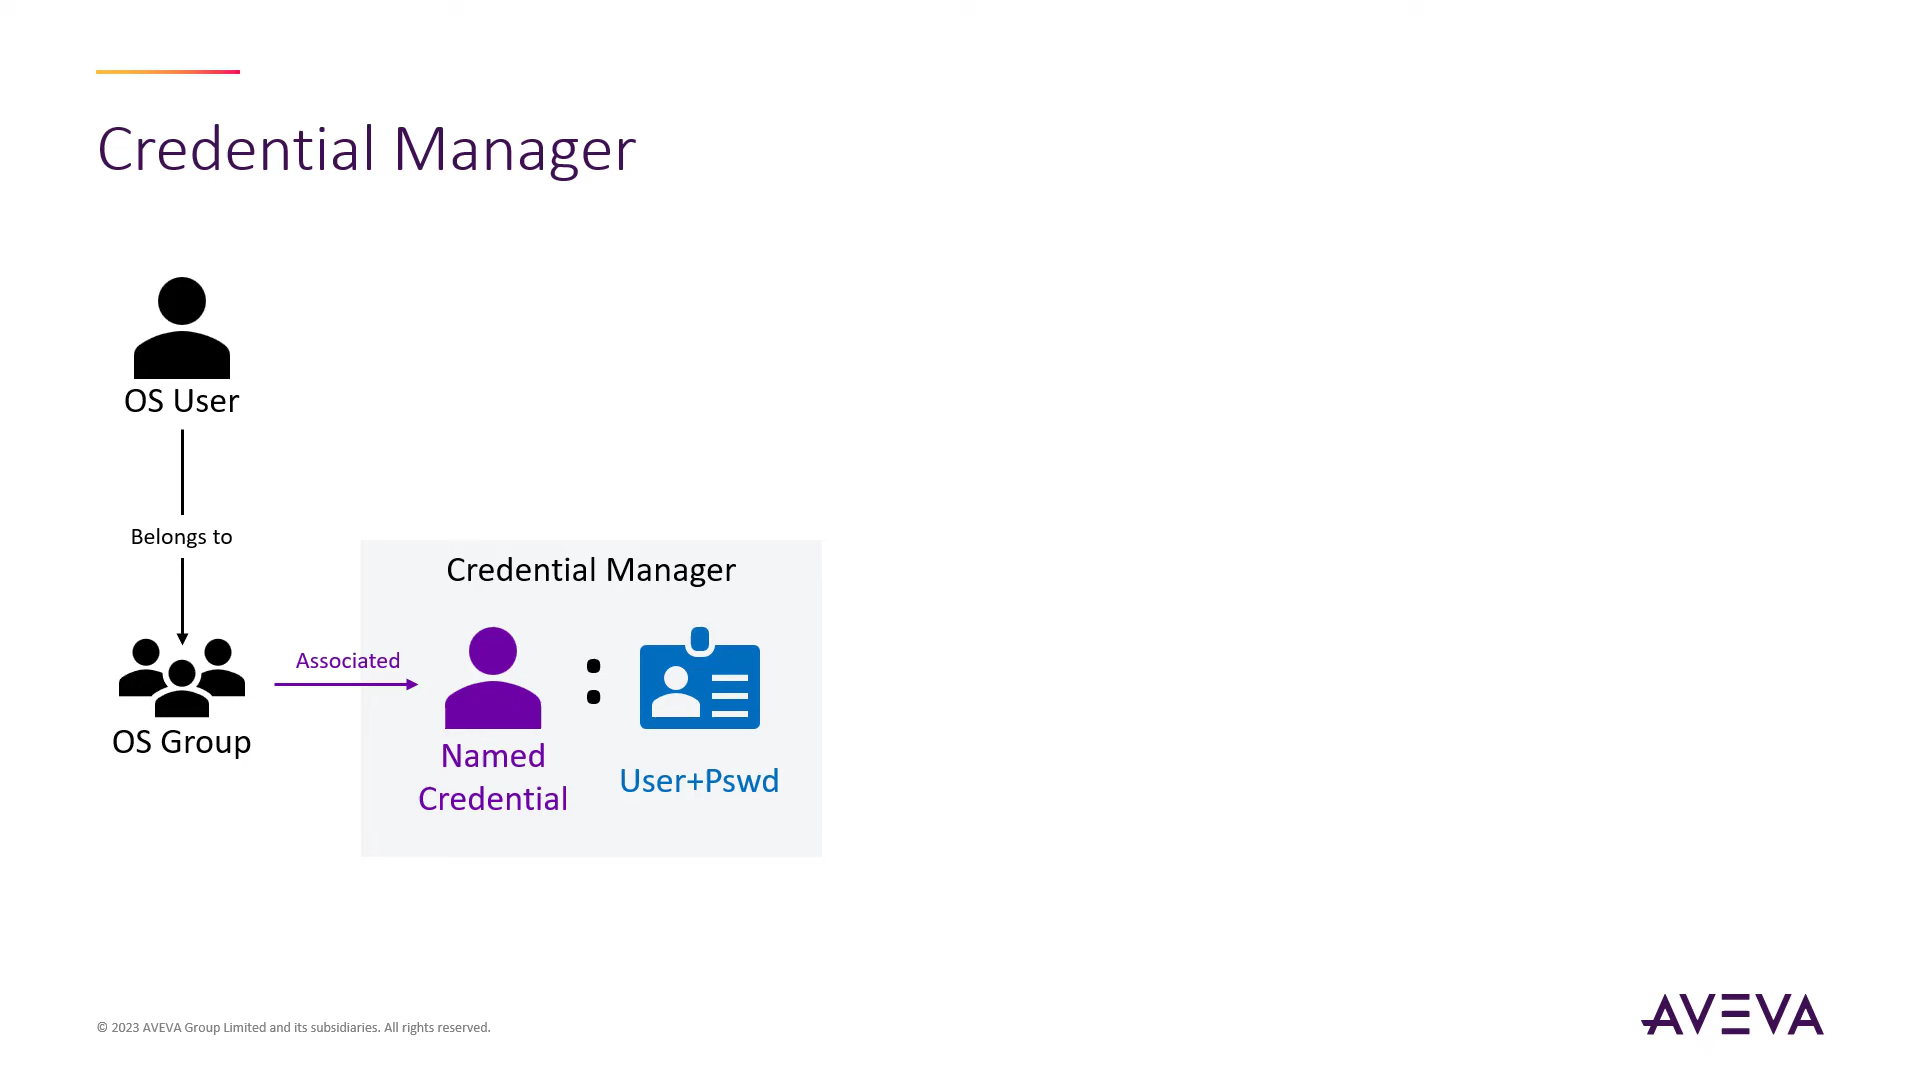 Credential Manager
OS User
Belongs to
OS Group
Associated
Credential Manager
:
Named
Credential
User+Pswd
© 2023 AVEVA Group Limited and its subsidiaries. All rights reserved.
AVEVA